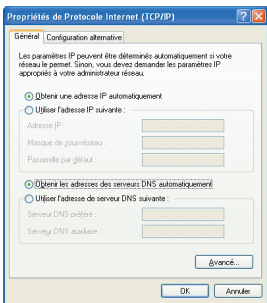 Propriétés de Protocole Internet (TCP/IP)
Général Configuration alternative
Les paramètres IP peuvent être déterminés automatiquement si votre
réseau le permet. Sinon, vous devez demander les paramètres IP
appropriés à votre administrateur réseau.
Obtenir une adresse IP automatiquement
Utiliser l'adresse IP suivante :
Adresse IP :
Masque de sous-réseau :
Passerelle par défaut :
Obtenir les adresses des serveurs DNS automatiquement
Utiliser l'adresse de serveur DNS suivante :
Serveur DNS préféré :
Serveur DNS auxiliaire :
Avancé...
OK Annuler